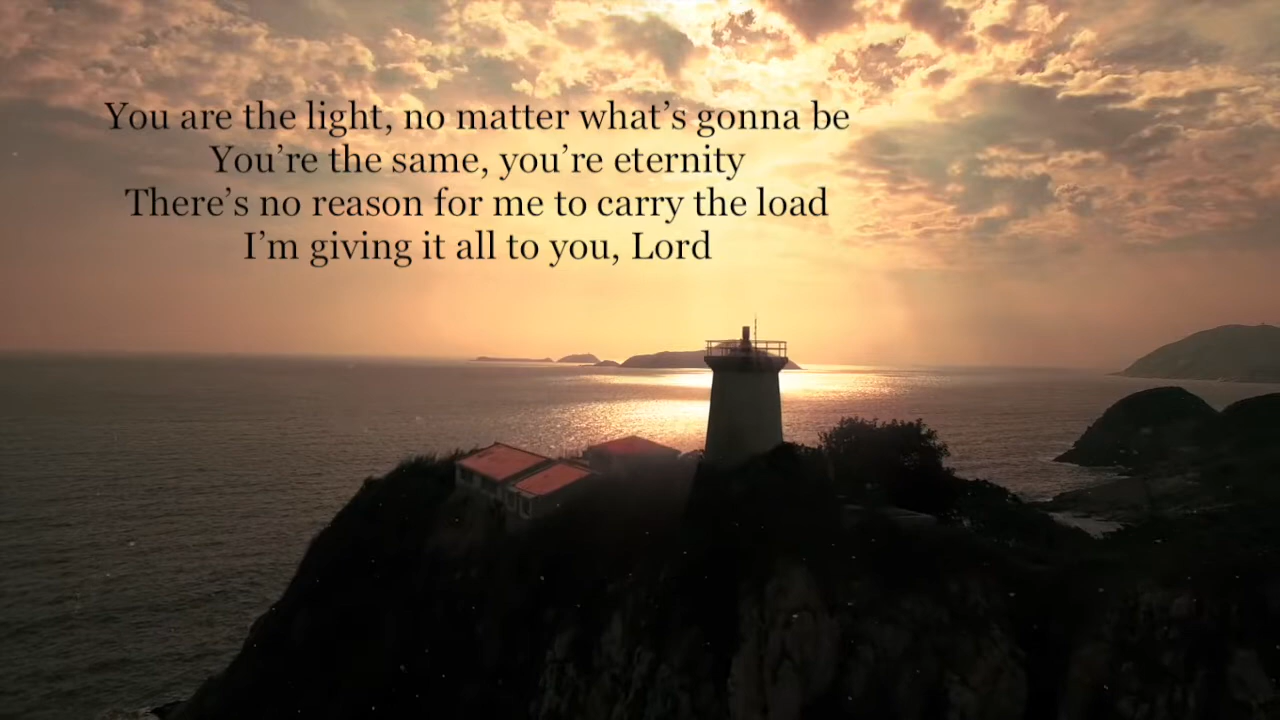 You are the light, no matter what’s gonna be
You’re the same, you’re eternity
There’s no reason for me to carry the load
I’m giving it all to you, Lord